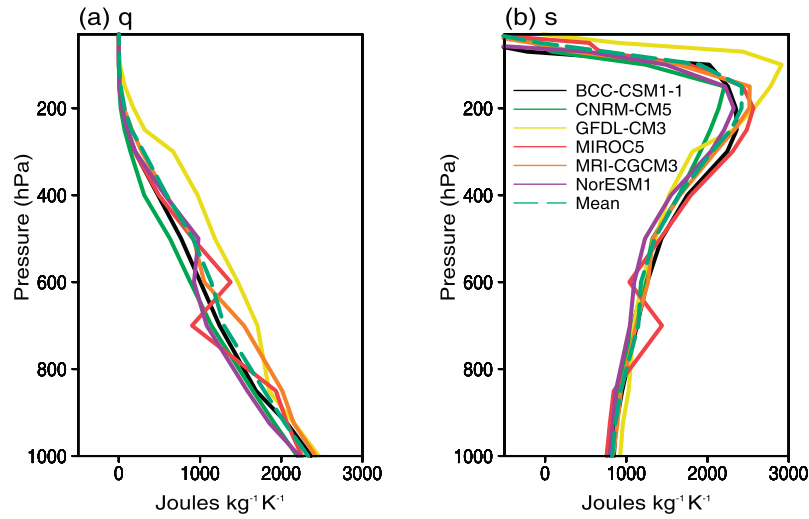 (a) q
(b) s
Pressure (hPa)
200
400
600
800
1000
0
1000
2000
3000
Joules kg⁻¹ K⁻¹
Pressure (hPa)
200
400
600
800
1000
BCC-CSM1-1
CNRM-CM5
GFDL-CM3
MIROC5
MRI-CGCM3
NorESM1
Mean
0
1000
2000
3000
Joules kg⁻¹ K⁻¹